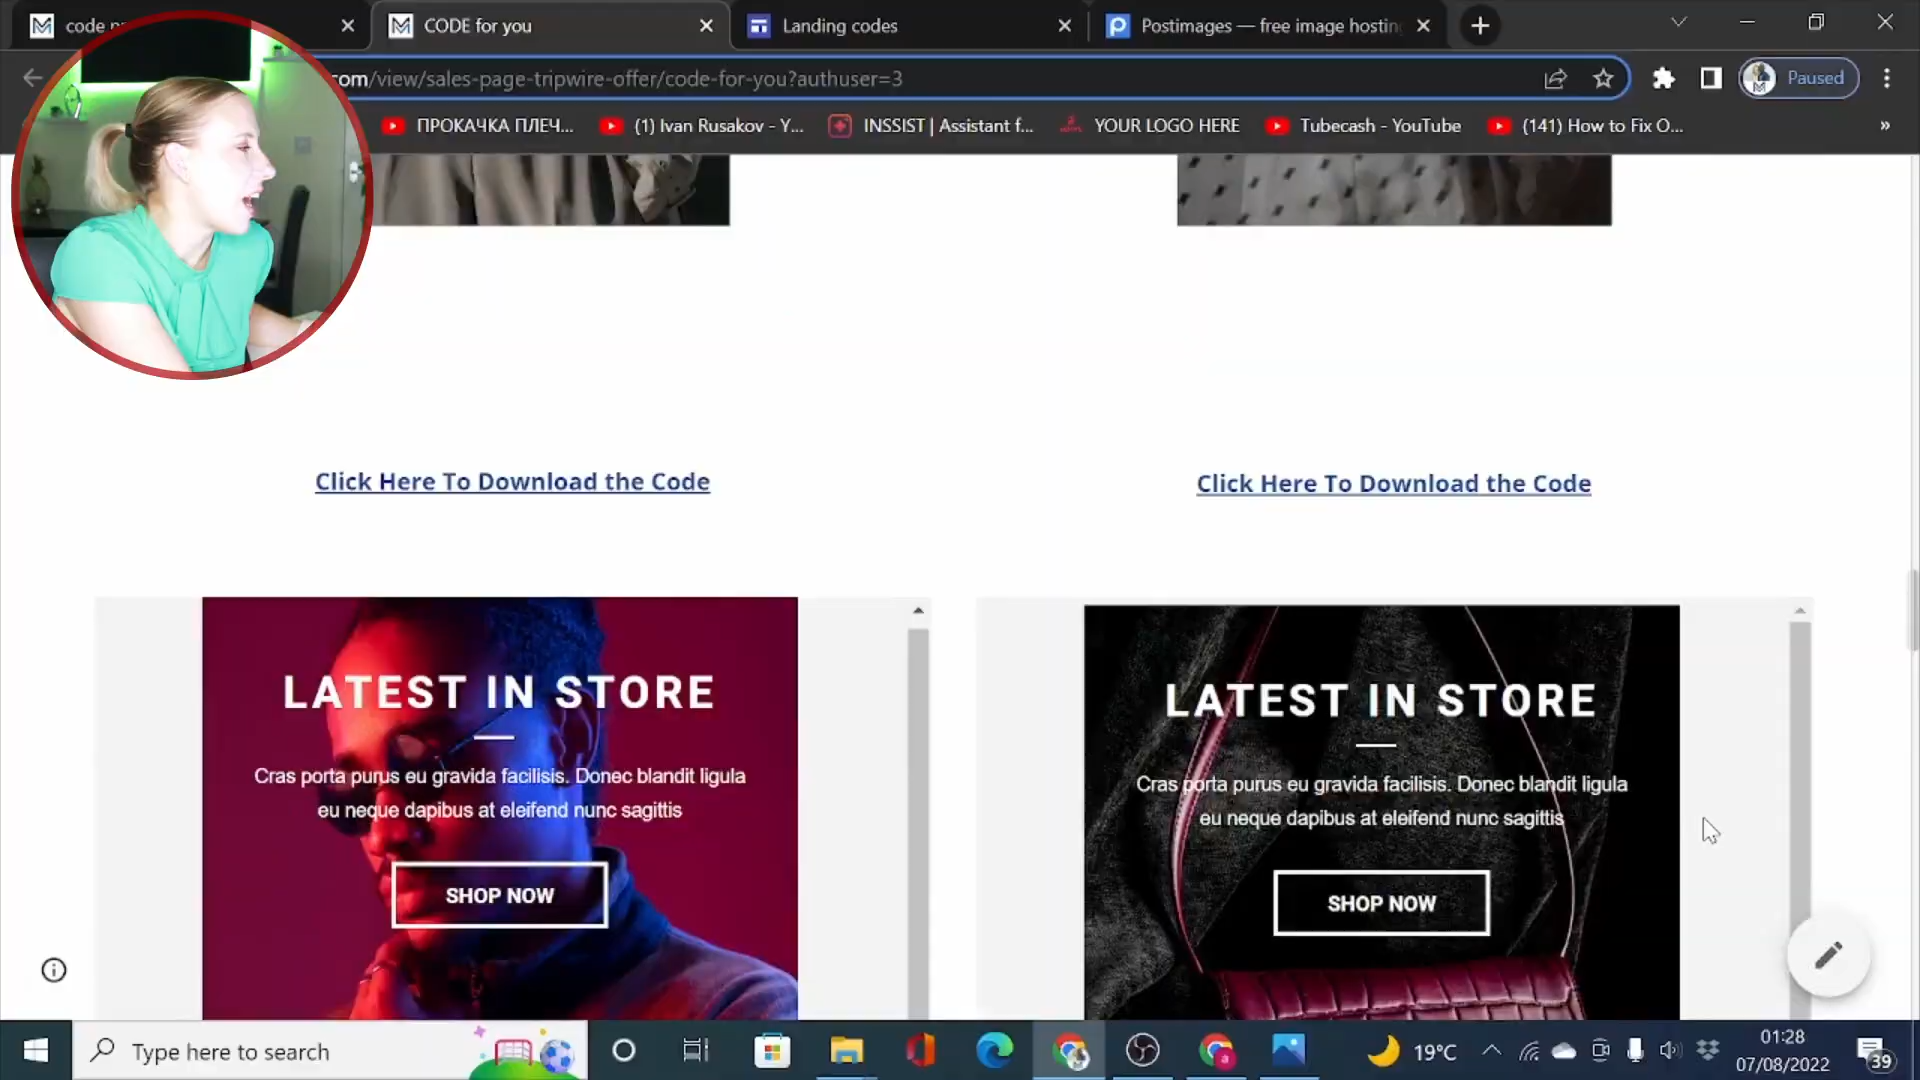 code
CODE for you
Landing codes
Postimages — free image hosting
com/view/sales-page-tripwire-offer/code-for-you?authuser=3
Paused
ПРОКАЧКА ПЛЕЧ...
(1) Ivan Rusakov - Y...
INSSIST | Assistant f...
YOUR LOGO HERE
Tubecash - YouTube
(141) How to Fix O...
Click Here To Download the Code
Click Here To Download the Code
LATEST IN STORE
Cras porta purus eu gravida facilisis. Donec blandit ligula
eu neque dapibus at eleifend nunc sagittis
SHOP NOW
LATEST IN STORE
Cras porta purus eu gravida facilisis. Donec blandit ligula
eu neque dapibus at eleifend nunc sagittis
SHOP NOW
Type here to search
19°C
01:28
07/08/2022
39